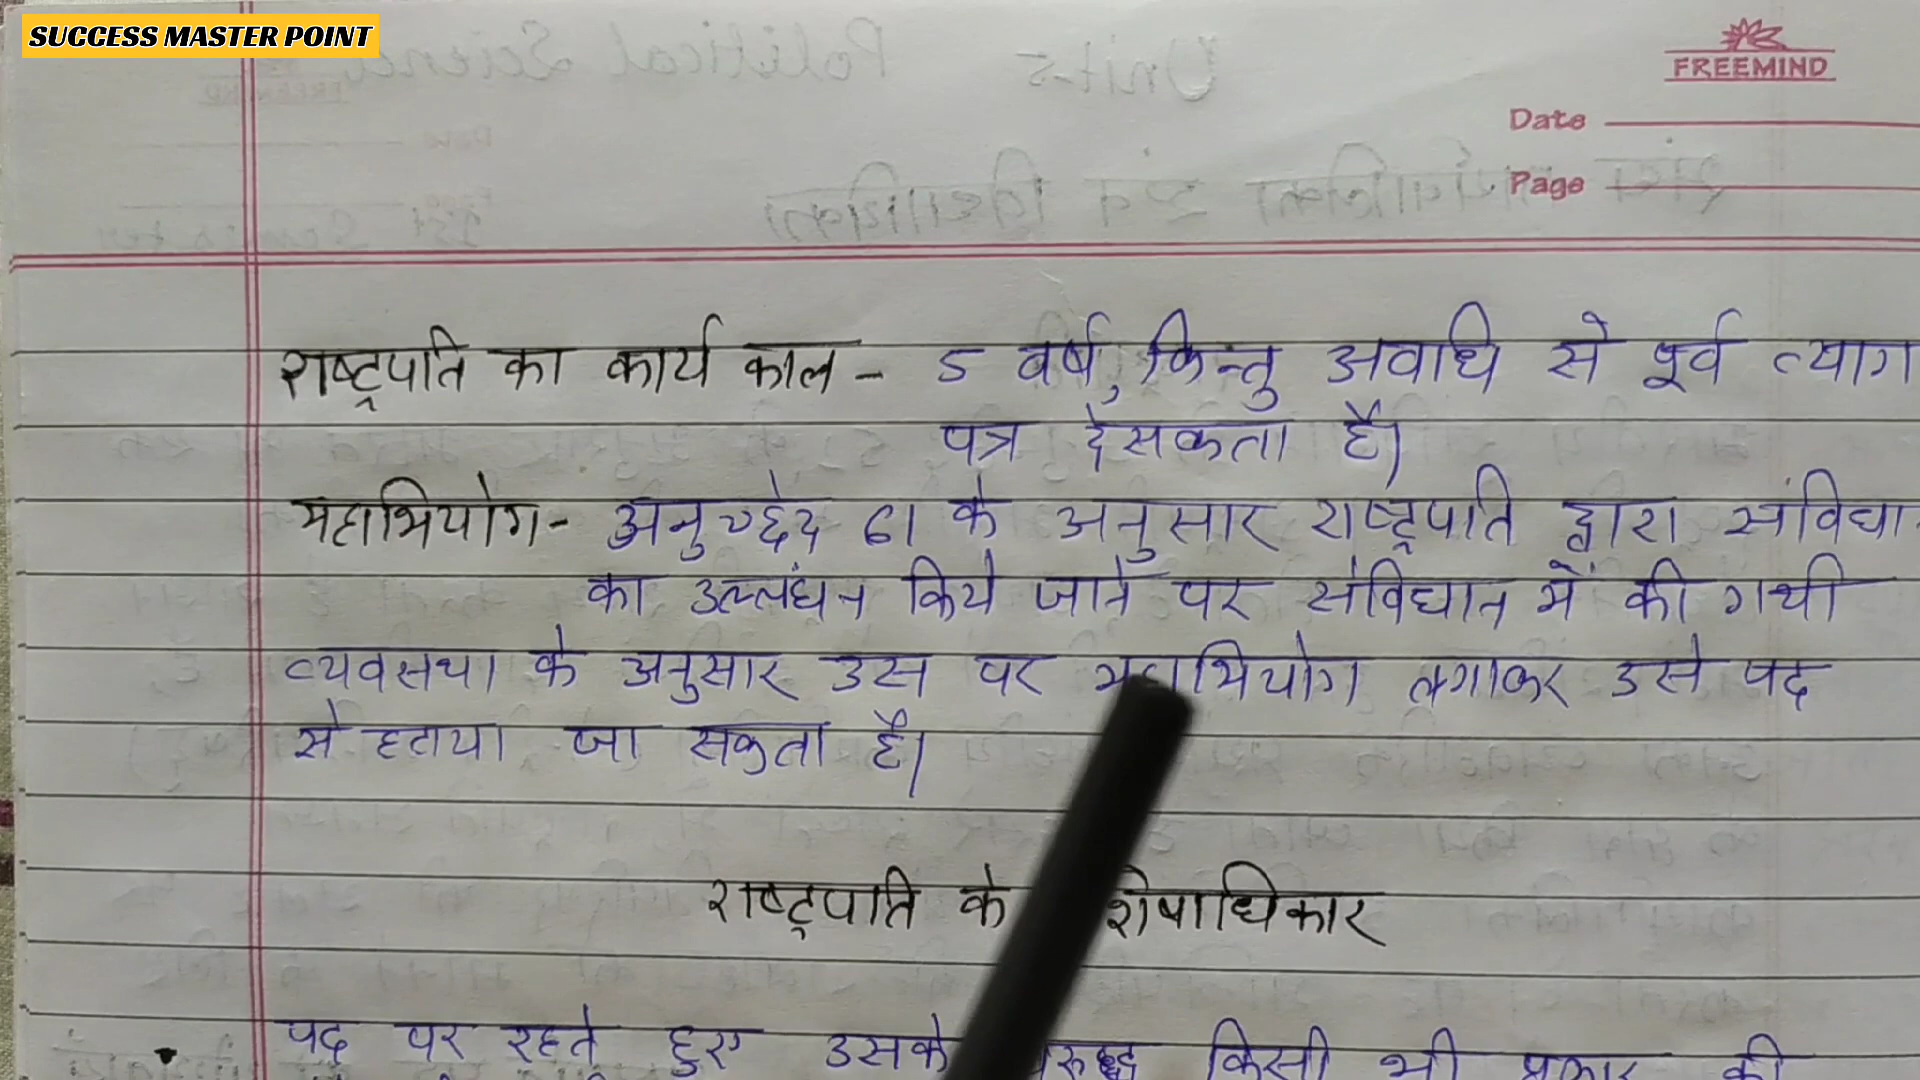 SUCCESS MASTER POINT
FREEMIND
Date
Page
राष्ट्रपति का कार्य काल - 5 वर्ष, किन्तु अवधि से पूर्व त्याग
पत्र दे सकता है।
महाभियोग - अनुच्छेद 61 के अनुसार राष्ट्रपति द्वारा संविधा
का उल्लंघन किये जाने पर संविधान में की गयी
व्यवसथा के अनुसार उस पर महाभियोग लगाकर उसे पद
से हटाया जा सकता है।
राष्ट्रपति के शेषाधिकार
• पद पर रहते हुए उसके रुद्ध किसी भी प्रकार की